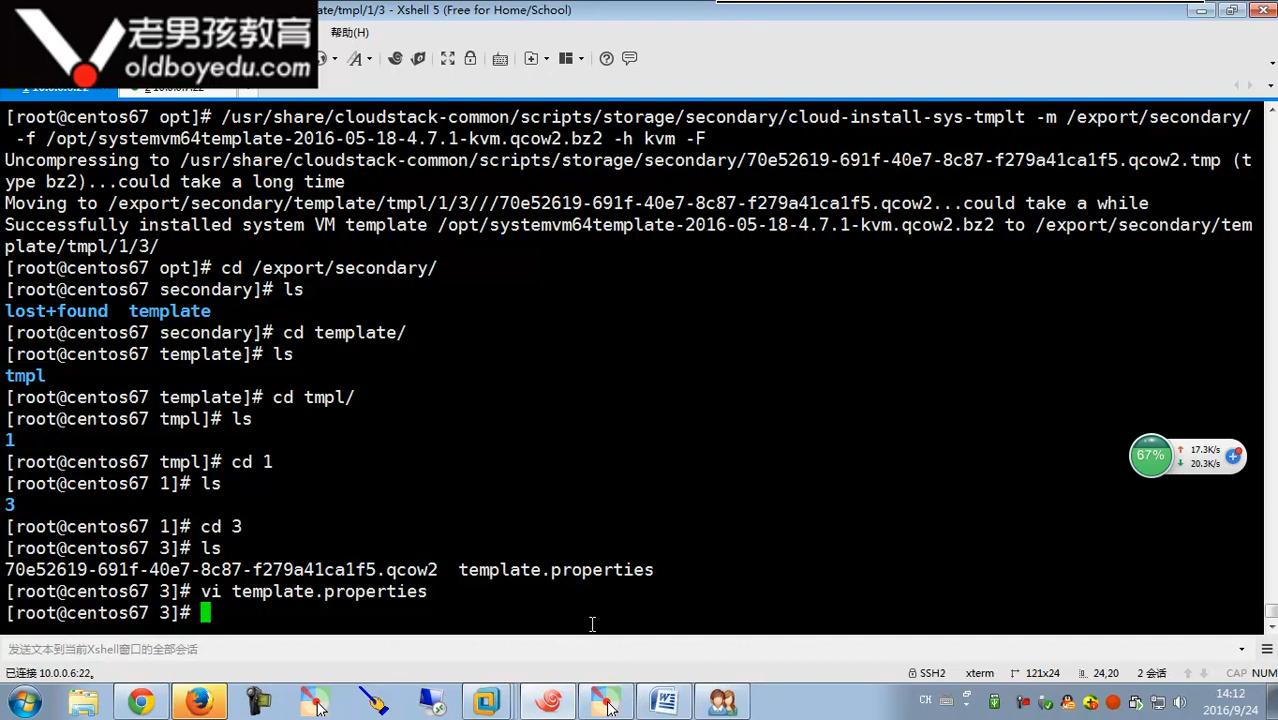 ate/tmpl/1/3 - Xshell 5 (Free for Home/School)
老男孩教育
oldboyedu.com
帮助(H)
[root@centos67 opt]# /usr/share/cloudstack-common/scripts/storage/secondary/cloud-install-sys-tmplt -m /export/secondary/
-f /opt/systemvm64template-2016-05-18-4.7.1-kvm.qcow2.bz2 -h kvm -F
Uncompressing to /usr/share/cloudstack-common/scripts/storage/secondary/70e52619-691f-40e7-8c87-f279a41ca1f5.qcow2.tmp (t
ype bz2)...could take a long time
Moving to /export/secondary/template/tmpl/1/3///70e52619-691f-40e7-8c87-f279a41ca1f5.qcow2...could take a while
Successfully installed system VM template /opt/systemvm64template-2016-05-18-4.7.1-kvm.qcow2.bz2 to /export/secondary/tem
plate/tmpl/1/3/
[root@centos67 opt]# cd /export/secondary/
[root@centos67 secondary]# ls
lost+found  template
[root@centos67 secondary]# cd template/
[root@centos67 template]# ls
tmpl
[root@centos67 template]# cd tmpl/
[root@centos67 tmpl]# ls
1
[root@centos67 tmpl]# cd 1
[root@centos67 1]# ls
3
[root@centos67 1]# cd 3
[root@centos67 3]# ls
70e52619-691f-40e7-8c87-f279a41ca1f5.qcow2  template.properties
[root@centos67 3]# vi template.properties
[root@centos67 3]#
67%
17.3K/s
20.3K/s
发送文本到当前Xshell窗口的全部会话
已连接 10.0.0.6:22。
SSH2 xterm 121x24 24,20 2 会话 CAP NUM
CH
14:12
2016/9/24